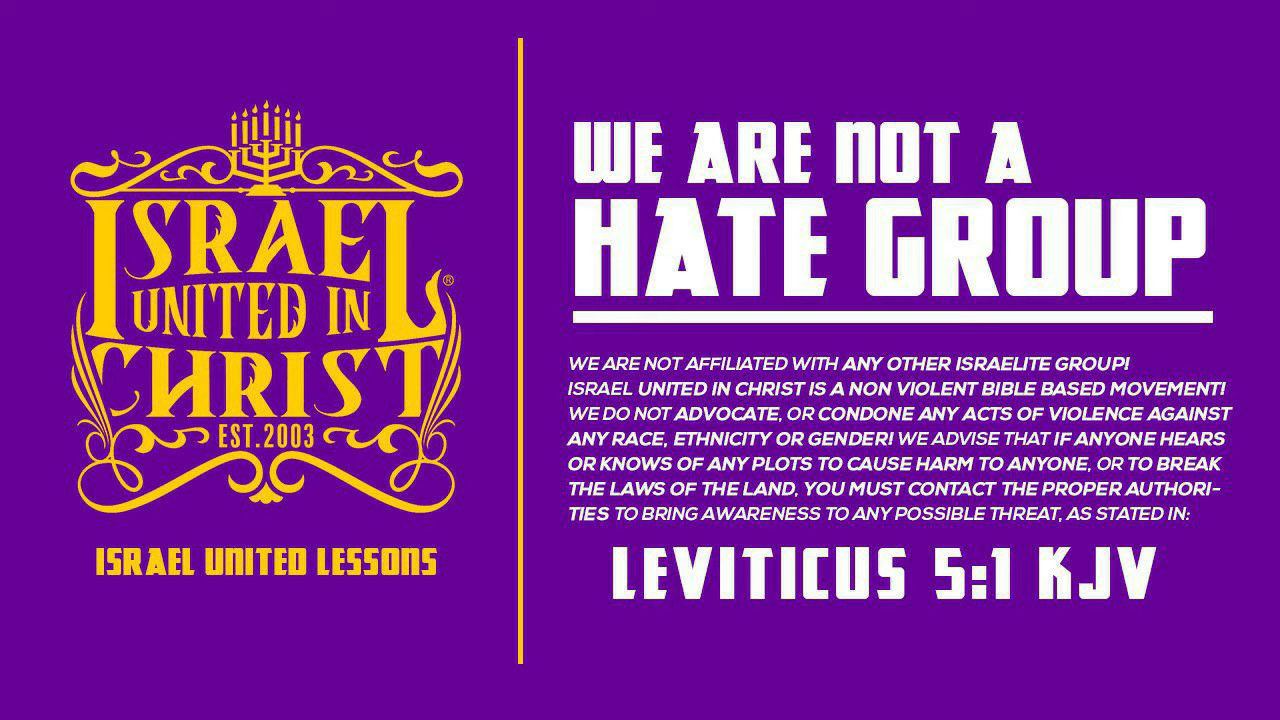 ISRAEL
UNITED IN
CHRIST
®
EST.2003
ISRAEL UNITED LESSONS
WE ARE NOT A
HATE GROUP
WE ARE NOT AFFILIATED WITH ANY OTHER ISRAELITE GROUP!
ISRAEL UNITED IN CHRIST IS A NON VIOLENT BIBLE BASED MOVEMENT!
WE DO NOT ADVOCATE, OR CONDONE ANY ACTS OF VIOLENCE AGAINST
ANY RACE, ETHNICITY OR GENDER! WE ADVISE THAT IF ANYONE HEARS
OR KNOWS OF ANY PLOTS TO CAUSE HARM TO ANYONE, OR TO BREAK
THE LAWS OF THE LAND, YOU MUST CONTACT THE PROPER AUTHORI-
TIES TO BRING AWARENESS TO ANY POSSIBLE THREAT, AS STATED IN:
LEVITICUS 5:1 KJV